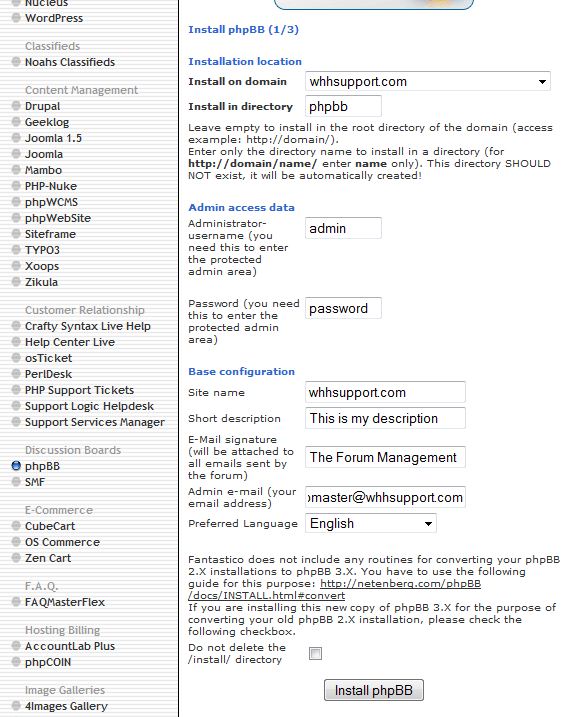 Nucleus
WordPress
Classifieds
Noahs Classifieds
Content Management
Drupal
Geeklog
Joomla 1.5
Joomla
Mambo
PHP-Nuke
phpWCMS
phpWebSite
Siteframe
TYPO3
Xoops
Zikula
Customer Relationship
Crafty Syntax Live Help
Help Center Live
osTicket
PerlDesk
PHP Support Tickets
Support Logic Helpdesk
Support Services Manager
Discussion Boards
phpBB
SMF
E-Commerce
CubeCart
OS Commerce
Zen Cart
F.A.Q.
FAQMasterFlex
Hosting Billing
AccountLab Plus
phpCOIN
Image Galleries
4Images Gallery
Install phpBB (1/3)
Installation location
Install on domain whhsupport.com
Install in directory phpbb
Leave empty to install in the root directory of the domain (access
example: http://domain/).
Enter only the directory name to install in a directory (for
http://domain/name/ enter name only). This directory SHOULD
NOT exist, it will be automatically created!
Admin access data
Administrator-
username (you
need this to enter
the protected
admin area)
admin
Password (you need
this to enter the
protected admin
area)
password
Base configuration
Site name whhsupport.com
Short description This is my description
E-Mail signature
(will be attached to
all emails sent by
the forum)
The Forum Management
Admin e-mail (your
email address)
omaster@whhsupport.com
Preferred Language English
Fantastico does not include any routines for converting your phpBB
2.X installations to phpBB 3.X. You have to use the following
guide for this purpose: http://netenberg.com/phpBB
/docs/INSTALL.html#convert
If you are installing this new copy of phpBB 3.X for the purpose of
converting your old phpBB 2.X installation, please check the
following checkbox.
Do not delete the
/install/ directory
Install phpBB